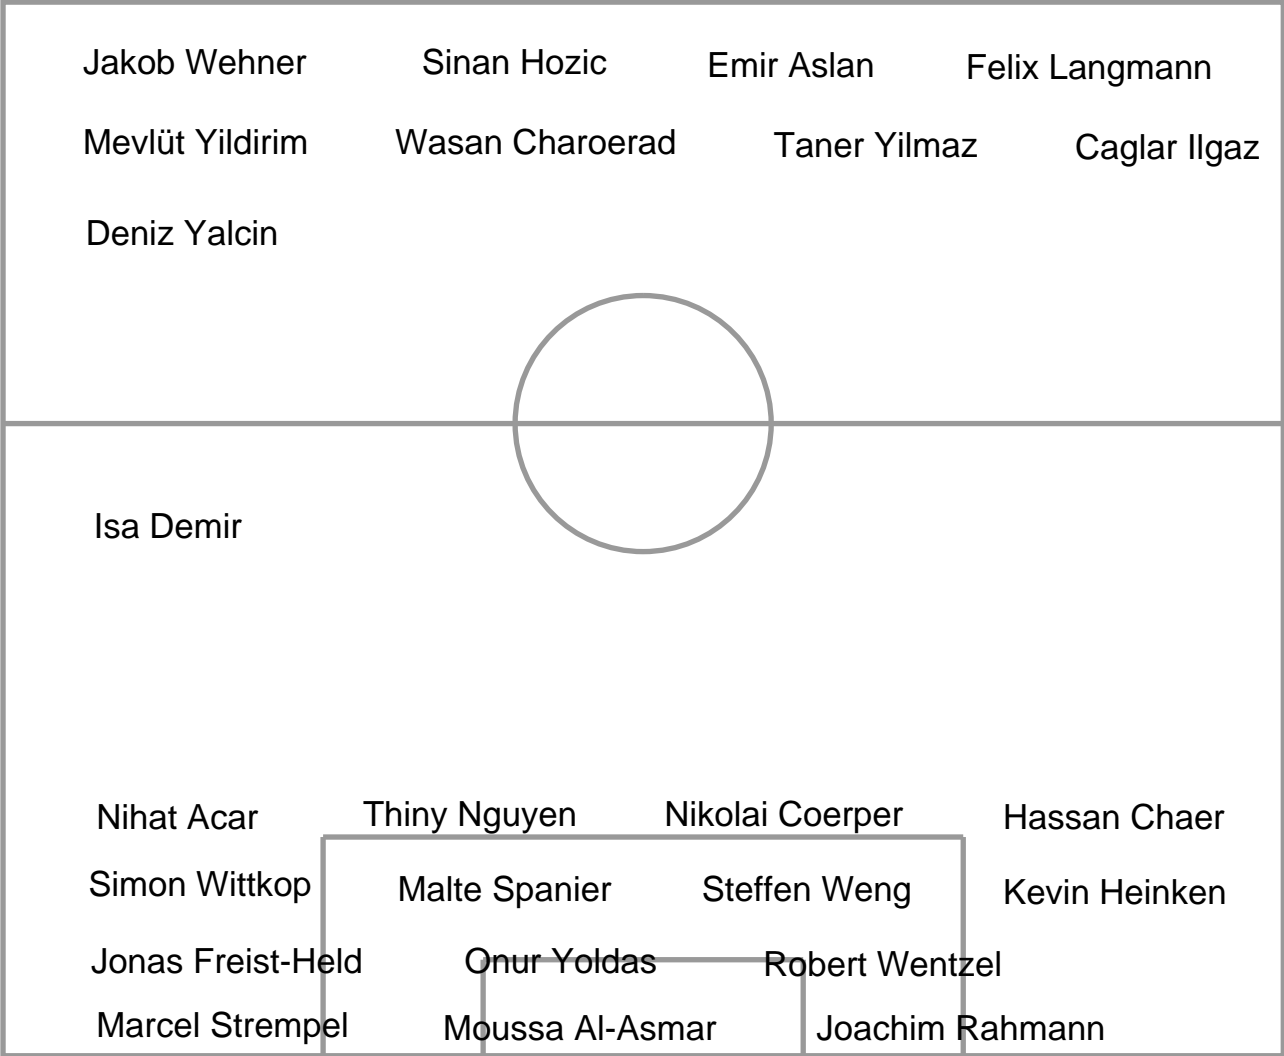 Jakob Wehner Sinan Hozic Emir Aslan Felix Langmann
Mevlüt Yildirim Wasan Charoerad Taner Yilmaz Caglar Ilgaz
Deniz Yalcin
Isa Demir
Nihat Acar Thiny Nguyen Nikolai Coerper Hassan Chaer
Simon Wittkop Malte Spanier Steffen Weng Kevin Heinken
Jonas Freist-Held Onur Yoldas Robert Wentzel
Marcel Strempel Moussa Al-Asmar Joachim Rahmann